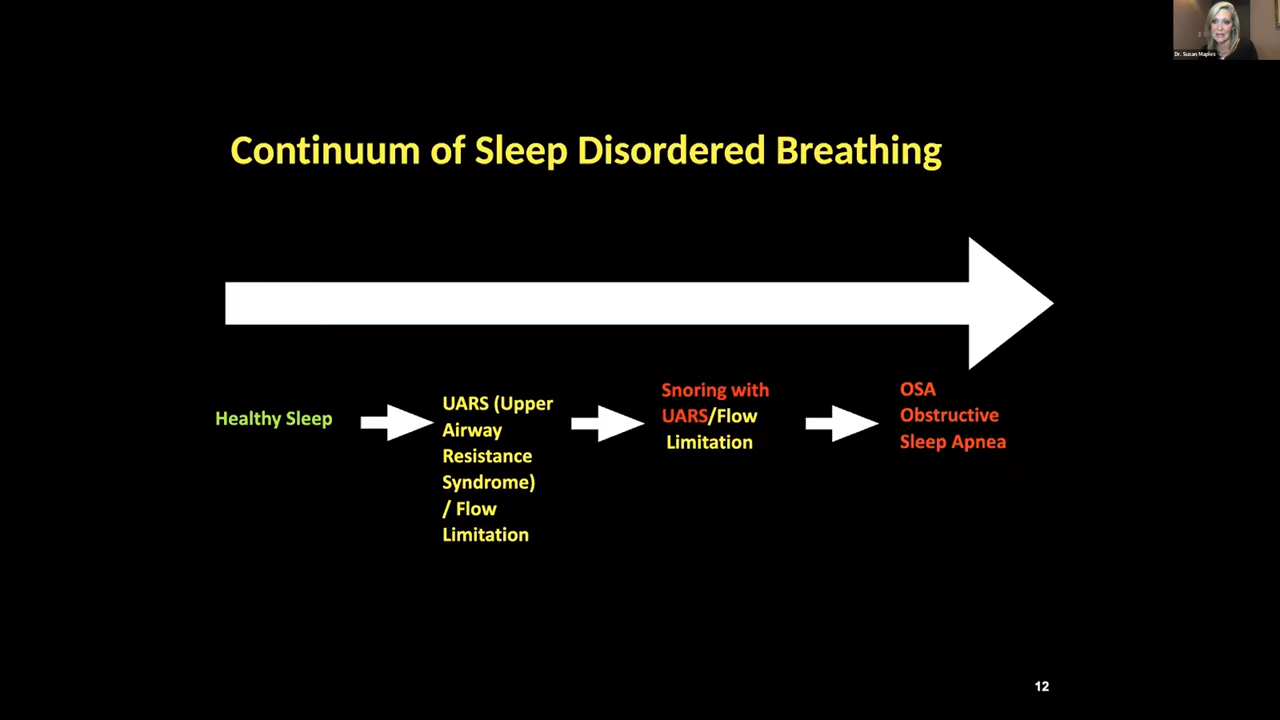 Dr. Susan Maples
Continuum of Sleep Disordered Breathing
Healthy Sleep
UARS (Upper
Airway
Resistance
Syndrome)
/ Flow
Limitation
Snoring with
UARS/Flow
Limitation
OSA
Obstructive
Sleep Apnea
12